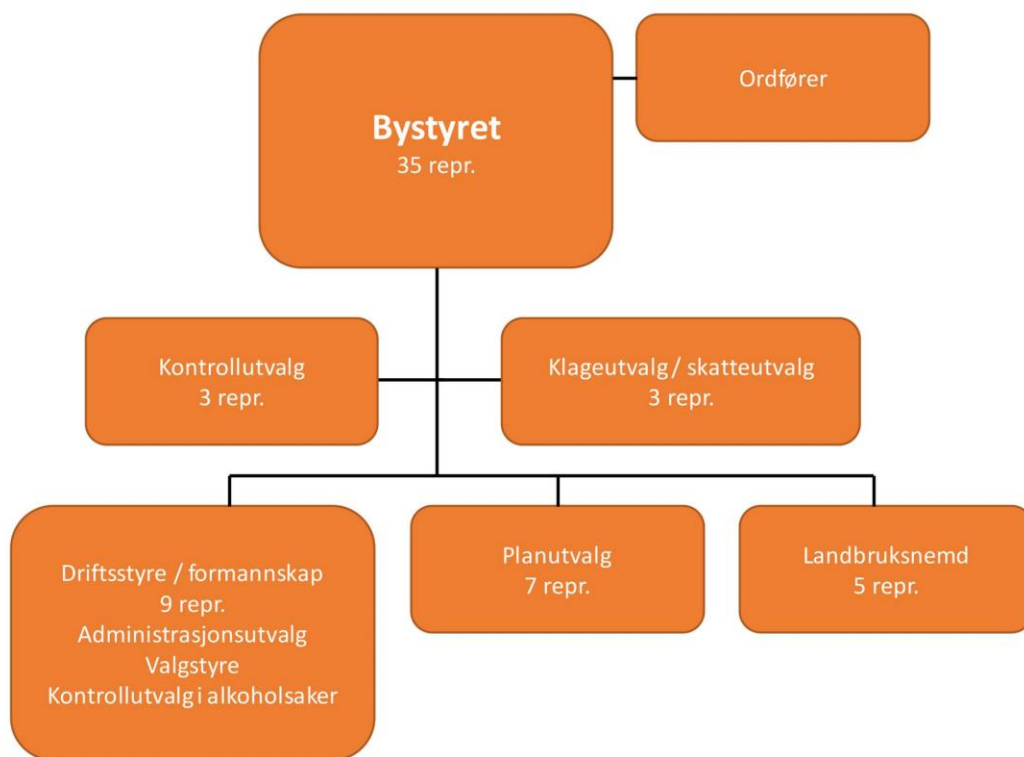 Bystyret
35 repr.
Ordfører
Kontrollutvalg
3 repr.
Klageutvalg / skatteutvalg
3 repr.
Driftsstyre / formannskap
9 repr.
Administrasjonsutvalg
Valgstyre
Kontrollutvalg i alkoholsaker
Planutvalg
7 repr.
Landbruksnemd
5 repr.